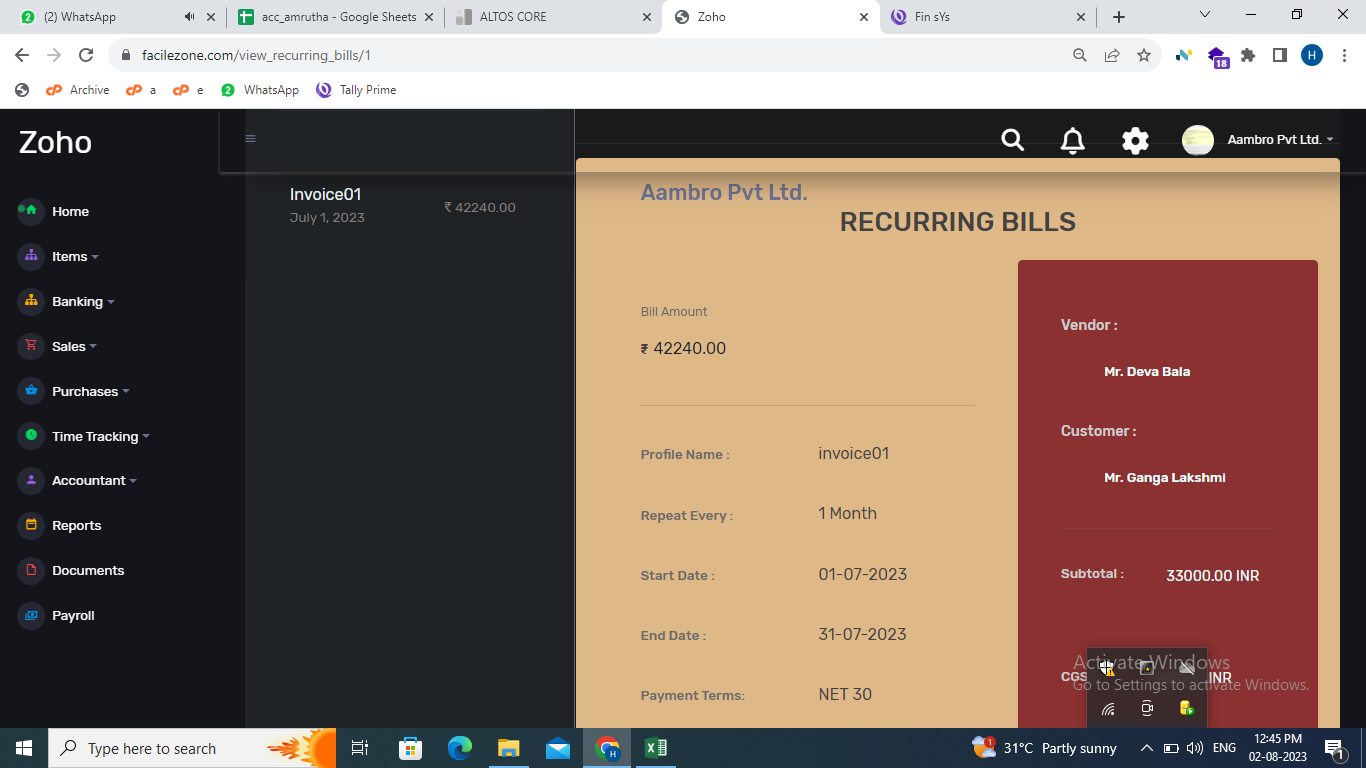 (2) WhatsApp
acc_amrutha - Google Sheets
ALTOS CORE
Zoho
Fin sYs
facilezone.com/view_recurring_bills/1
18
H
Archive
a
e
WhatsApp
Tally Prime
Zoho
Aambro Pvt Ltd.
Home
Items
Banking
Sales
Purchases
Time Tracking
Accountant
Reports
Documents
Payroll
Invoice01
July 1, 2023
₹ 42240.00
Aambro Pvt Ltd.
RECURRING BILLS
Bill Amount
₹ 42240.00
Profile Name : invoice01
Repeat Every : 1 Month
Start Date : 01-07-2023
End Date : 31-07-2023
Payment Terms: NET 30
Vendor :
Mr. Deva Bala
Customer :
Mr. Ganga Lakshmi
Subtotal : 33000.00 INR
CGS INR
Activate Windows
Go to Settings to activate Windows.
Type here to search
31°C Partly sunny
ENG
12:45 PM
02-08-2023
1